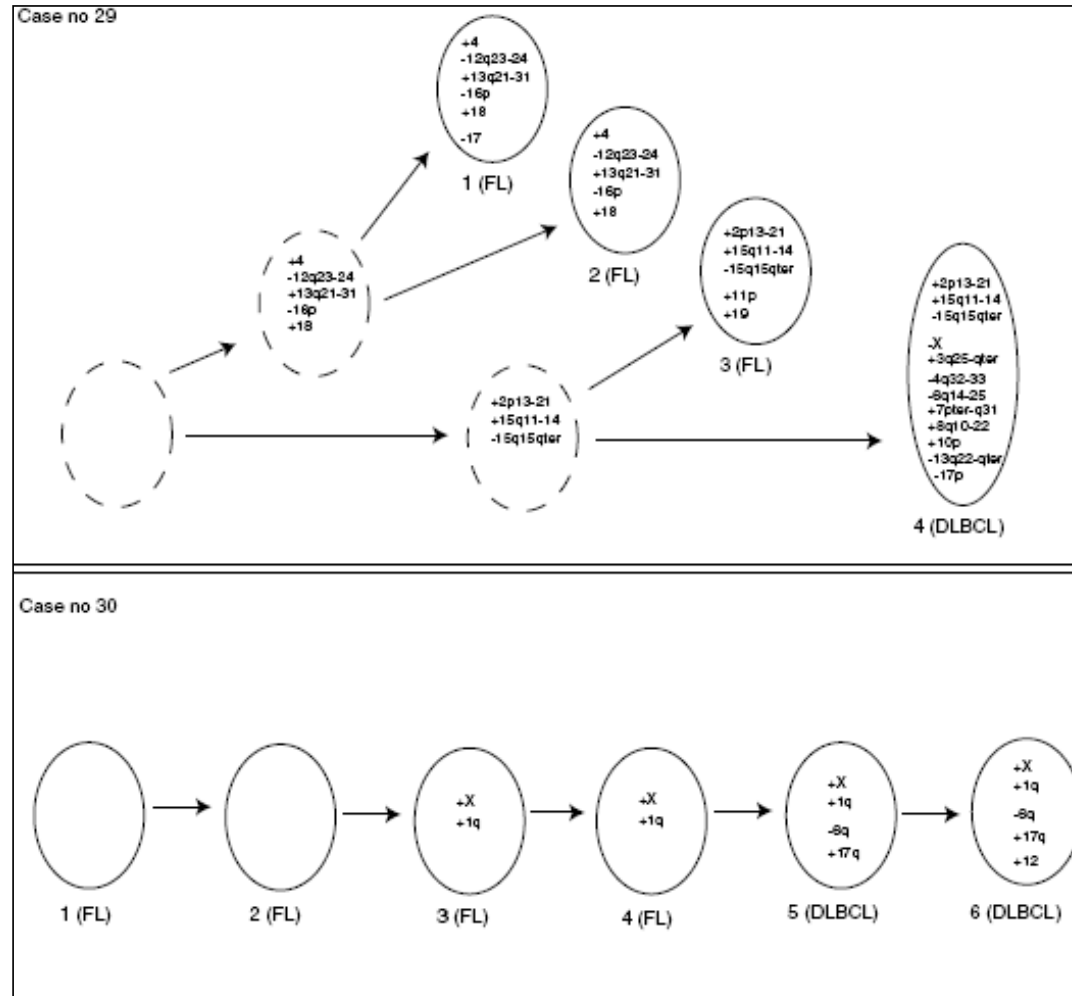 Case no 29
+4
-12q23-24
+13q21-31
-16p
+18
-17
1 (FL)
+4
-12q23-24
+13q21-31
-16p
+18
2 (FL)
+2p13-21
+15q11-14
-15q15qter
+11p
+19
3 (FL)
+2p13-21
+15q11-14
-15q15qter
-X
+3q25-qter
-4q32-33
-6q14-25
+7pter-q31
+8q10-22
+10p
-13q22-qter
-17p
4 (DLBCL)
+4
-12q23-24
+13q21-31
-16p
+18
+2p13-21
+15q11-14
-15q15qter
Case no 30
1 (FL)
2 (FL)
+X
+1q
3 (FL)
+X
+1q
4 (FL)
+X
+1q
-6q
+17q
5 (DLBCL)
+X
+1q
-6q
+17q
+12
6 (DLBCL)